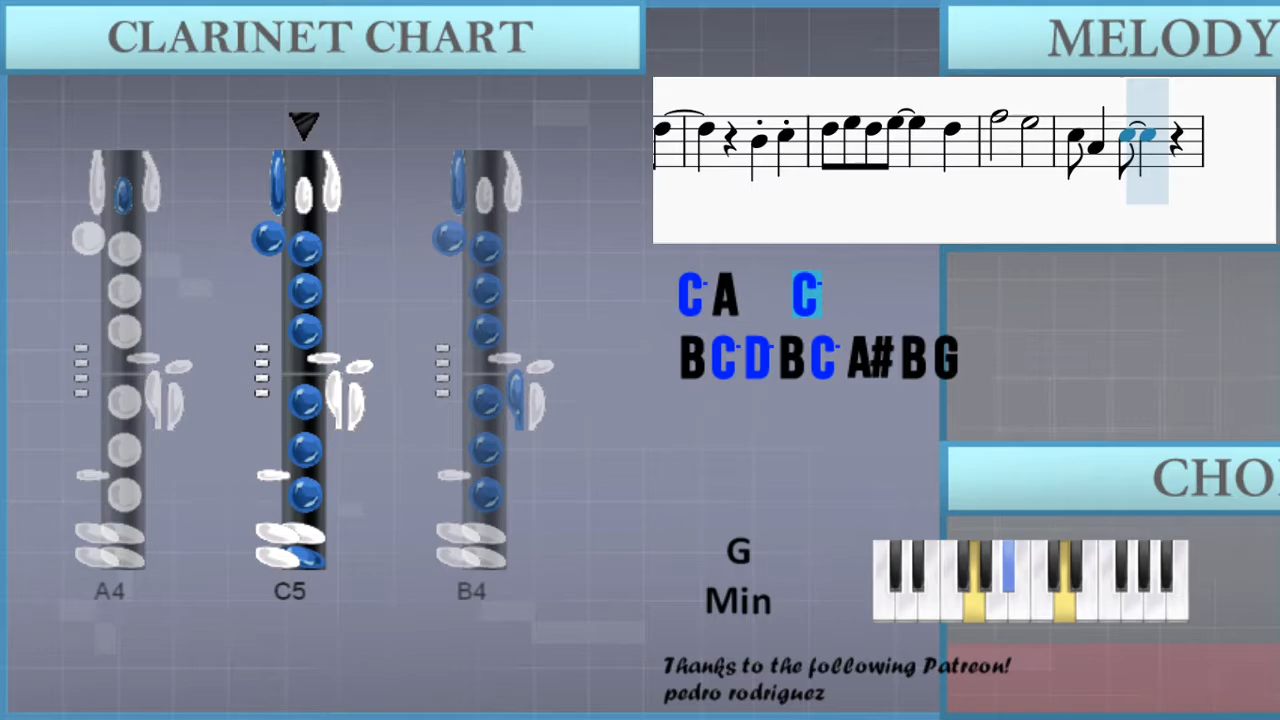 CLARINET CHART
MELODY
C A C
B C D B C A# B G
A4 C5 B4
CHO
G
Min
Thanks to the following Patreon!
pedro rodriguez